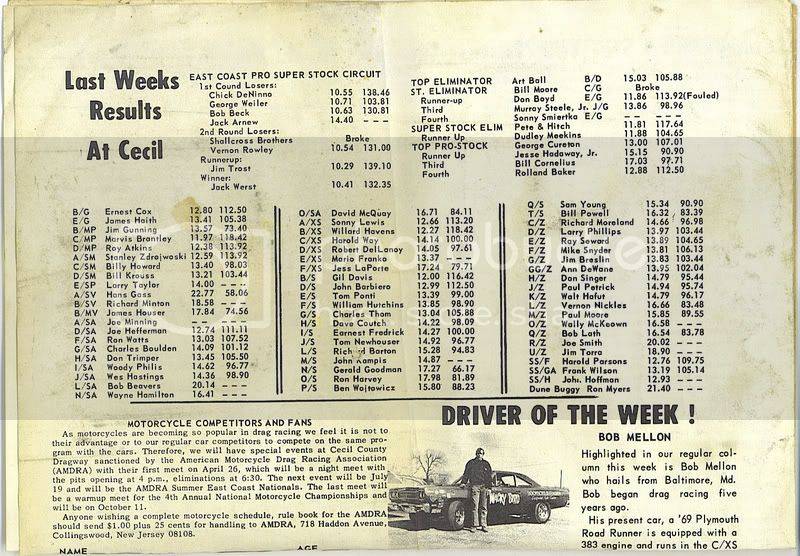 Last Weeks
Results
At Cecil
EAST COAST PRO SUPER STOCK CIRCUIT
1st Cound Losers:
Chick DeNinno 10.55 138.46
George Weiler 10.71 103.81
Bob Beck 10.63 130.81
Jack Arnew 14.40 ---
2nd Round Losers:
Shallcross Brothers Broke
Vernon Rowley 10.54 131.00
Runnerup:
Jim Trost 10.29 139.10
Winner:
Jack Werst 10.41 132.35
TOP ELIMINATOR Art Ball B/D 15.03 105.88
ST. ELIMINATOR Bill Moore C/G Broke
Runner-up Don Boyd E/G 11.86 113.92(Fouled)
Third Murray Steele, Jr. J/G 13.86 98.96
Fourth Sonny Smiertka E/G -- -- --
SUPER STOCK ELIM Pete & Hitch 11.81 117.64
Runner Up Dudley Meekins 11.88 104.65
TOP PRO-STOCK George Cureton 13.00 107.01
Runner Up Jesse Hadaway, Jr. 15.15 90.90
Third Bill Cornelius 17.03 97.71
Fourth Rolland Baker 12.88 112.50
B/G Ernest Cox 12.80 112.50
E/G James Haith 13.41 105.38
B/MP Jim Gunning 13.57 73.40
C/MP Marvis Brantley 11.97 118.42
D/MP Roy Atkins 12.38 112.92
A/SM Stanley Zdrojwaski 12.59 113.92
C/SM Billy Howard 13.40 98.03
D/SM Bill Krouss 13.21 103.44
E/SP Larry Taylor 14.00 ---
A/SV Hans Gass 22.77 58.06
B/SV Richard Minton 18.58 ---
B/MV James Houser 17.84 74.56
A/SA Joe Minning --- ---
D/SA Joe Hefferman 12.74 111.11
F/SA Ron Watts 13.03 107.52
G/SA Charles Boulden 14.09 101.12
H/SA Don Trimper 13.45 105.50
I/SA Woody Philis 14.62 96.77
J/SA Wes Hastings 14.36 98.90
L/SA Bob Beavers 20.14 ---
N/SA Wayne Hamilton 16.41 ---
O/SA David McQuay 16.71 84.11
A/XS Sonny Lewis 12.66 113.20
B/XS Willard Havens 12.27 118.42
C/XS Harold Way 14.14 100.00
D/XS Robert DelLanoy 14.05 97.61
E/XS Mario Franko 13.37 ---
F/XS Jess LaPorte 17.24 79.71
B/S Gil Davis 12.00 116.42
D/S John Barbiero 12.99 112.50
E/S Tom Ponti 13.39 99.00
F/S William Hutchins 13.85 98.90
G/S Charles Thom 13.04 105.88
H/S Dave Coutch 14.22 98.09
I/S Earnest Fredrick 14.27 100.00
J/S Tom Newhouser 14.92 96.77
L/S Barton 15.28 94.83
M/S John Kampis 14.87 ---
N/S Gerald Goodman 17.27 66.17
O/S Ron Harvey 17.98 81.89
P/S Ben Wajtowicz 15.80 88.23
Q/S Sam Young 15.34 90.90
T/S Bill Powell 16.32 83.39
C/Z Richard Moreland 14.66 96.98
D/Z Larry Phillips 13.97 103.44
E/Z Ray Seward 13.89 104.65
F/Z Mike Snyder 13.81 106.13
G/Z Jim Breslin 13.83 103.44
GG/Z Ann DeWane 13.95 102.04
H/Z Dan Singer 14.79 95.44
J/Z Paul Petrick 14.94 95.74
K/Z Walt Hafut 14.79 96.17
L/Z Vernon Nickles 16.66 83.48
M/Z Paul Moore 15.85 89.55
O/Z Wally McKeown 16.58 ---
Q/Z Bob Lath 16.54 83.78
R/Z Joe Smith 20.02 ---
U/Z Jim Torra 18.90 ---
SS/F Harold Parsons 12.76 109.75
SS/GA Frank Wilson 13.19 105.14
SS/H John. Hoffman 12.93 ---
Dune Buggy Ron Myers 21.40 ---
MOTORCYCLE COMPETITORS AND FANS
As motorcycles are becoming so popular in drag racing we feel it is not to
their advantage or to our regular car competitors to compete on the same pro-
gram with the cars. Therefore, we will have special events at Cecil County
Dragway sanctioned by the American Motorcycle Drag Racing Association
(AMDRA) with their first meet on April 26, which will be a night meet with
the pits opening at 4 p.m., eliminations at 6:30. The next event will be July
19 and will be the AMDRA Summer East Coast Nationals. The last meet will
be a warmup meet for the 4th Annual National Motorcycle Championships and
will be on October 11.
Anyone wishing a complete motorcycle schedule, rule book for the AMDRA
should send $1.00 plus 25 cents for handling to AMDRA, 718 Haddon Avenue,
Collingswood, New Jersey 08108.
NAME AGE
DRIVER OF THE WEEK !
BOB MELLON
Highlighted in our regular col-
umn this week is Bob Mellon
who hails from Baltimore, Md.
Bob began drag racing five
years ago.
His present car, a '69 Plymouth
Road Runner is equipped with a
383 engine and runs in the C/XS